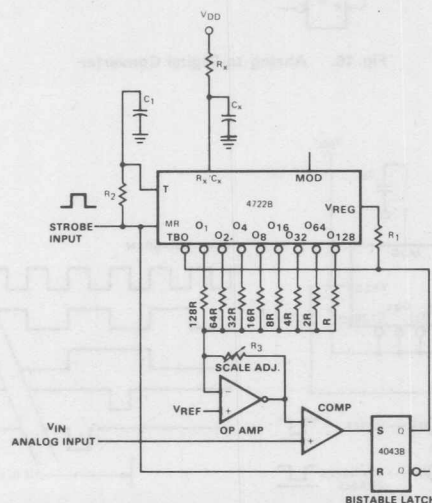 Fig. 16. Analog to Digital Converter
VDD
Rx
Cx
C1
R2
Rx/Cx
MOD
T
4722B
VREG
STROBE
INPUT
MR
TBO
O1
O2
O4
O8
O16
O32
O64
O128
R1
128R
64R
32R
16R
8R
4R
2R
R
R3
SCALE ADJ.
VREF
OP AMP
COMP
VIN
ANALOG INPUT
S
Q
4043B
R
Q
BISTABLE LATCH